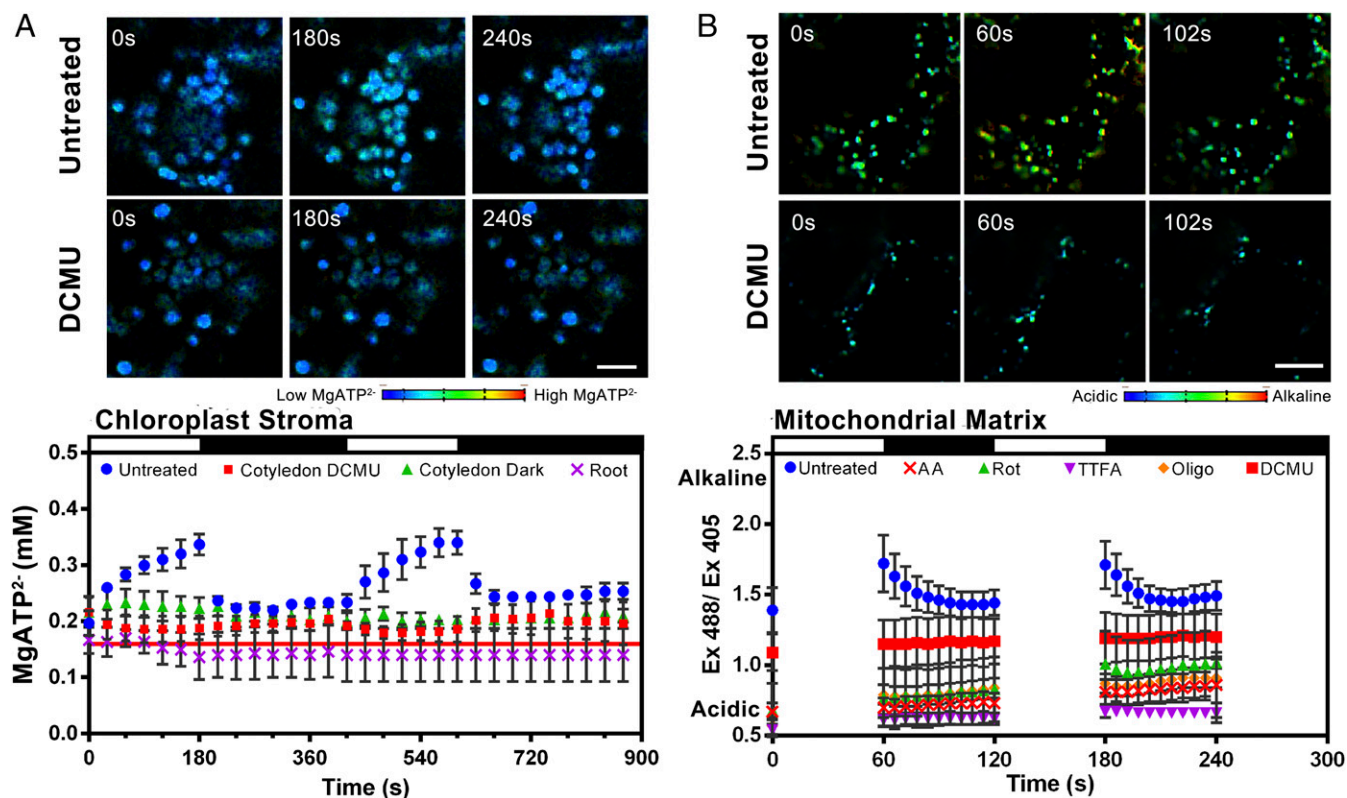 A
Untreated
0s
180s
240s
DCMU
0s
180s
240s
Low MgATP²⁻
High MgATP²⁻
Chloroplast Stroma
Untreated
Cotyledon DCMU
Cotyledon Dark
Root
MgATP²⁻ (mM)
0.5
0.4
0.3
0.2
0.1
0.0
0
180
360
540
720
900
Time (s)
B
Untreated
0s
60s
102s
DCMU
0s
60s
102s
Acidic
Alkaline
Mitochondrial Matrix
Untreated
AA
Rot
TTFA
Oligo
DCMU
Alkaline
Acidic
Ex 488/ Ex 405
2.5
2.0
1.5
1.0
0.5
0
60
120
180
240
300
Time (s)